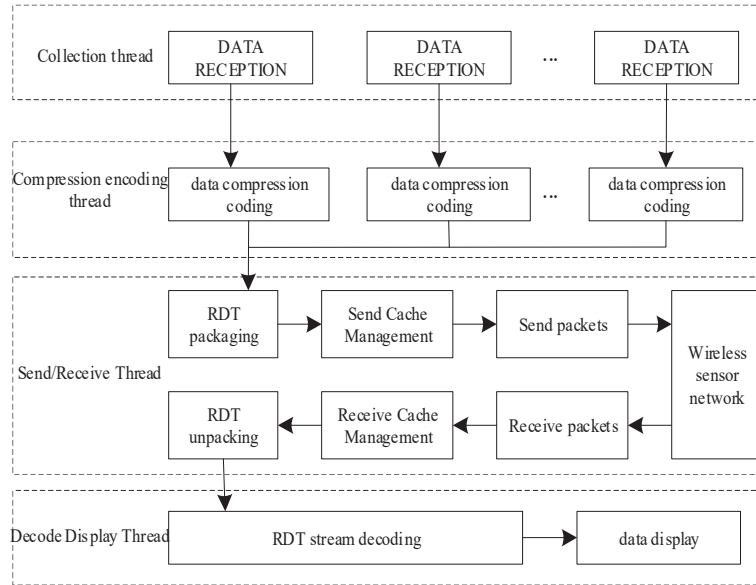 Collection thread
DATA
RECEPTION
DATA
RECEPTION
...
DATA
RECEPTION
Compression encoding
thread
data compression
coding
data compression
coding
...
data compression
coding
Send/Receive Thread
RDT
packaging
Send Cache
Management
Send packets
Wireless
sensor
network
RDT
unpacking
Receive Cache
Management
Receive packets
Decode Display Thread
RDT stream decoding
data display